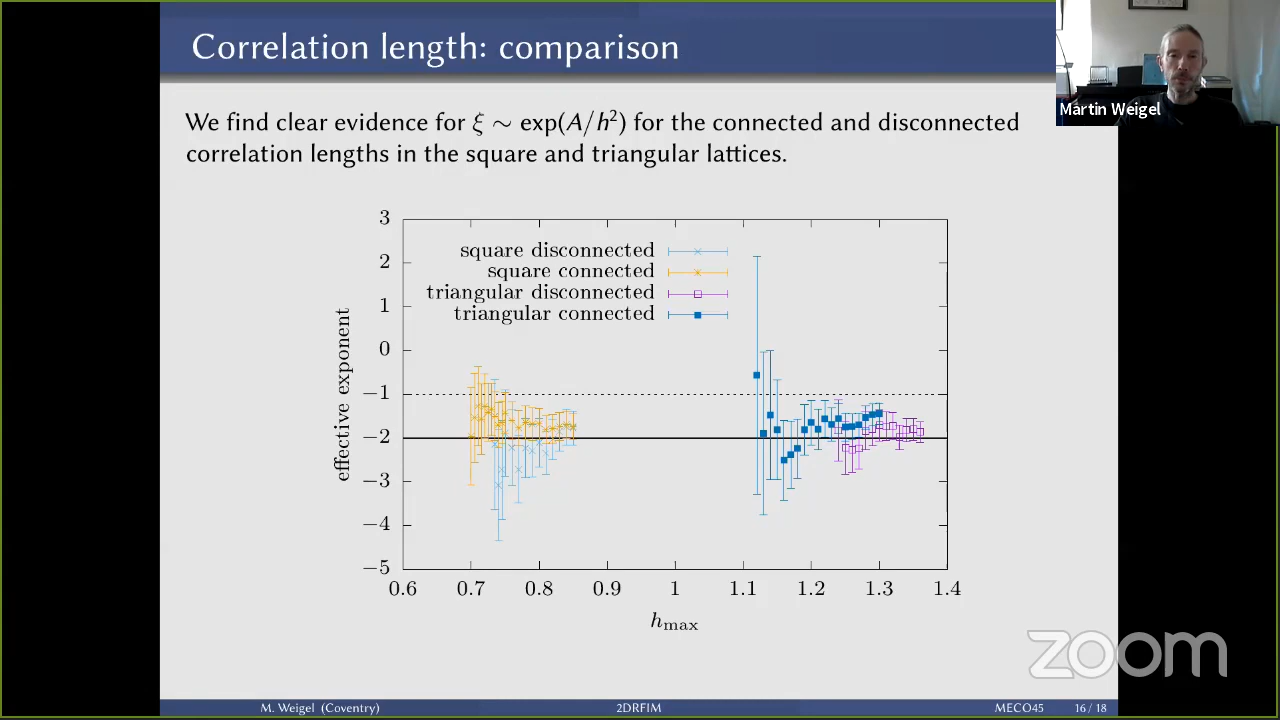 Correlation length: comparison
Martin Weigel
We find clear evidence for ξ ∼ exp(A/h²) for the connected and disconnected
correlation lengths in the square and triangular lattices.
3
2
1
0
−1
−2
−3
−4
−5
effective exponent
square disconnected
square connected
triangular disconnected
triangular connected
0.6 0.7 0.8 0.9 1 1.1 1.2 1.3 1.4
hmax
zoom
M. Weigel (Coventry) 2DRFIM MECO45 16 / 18